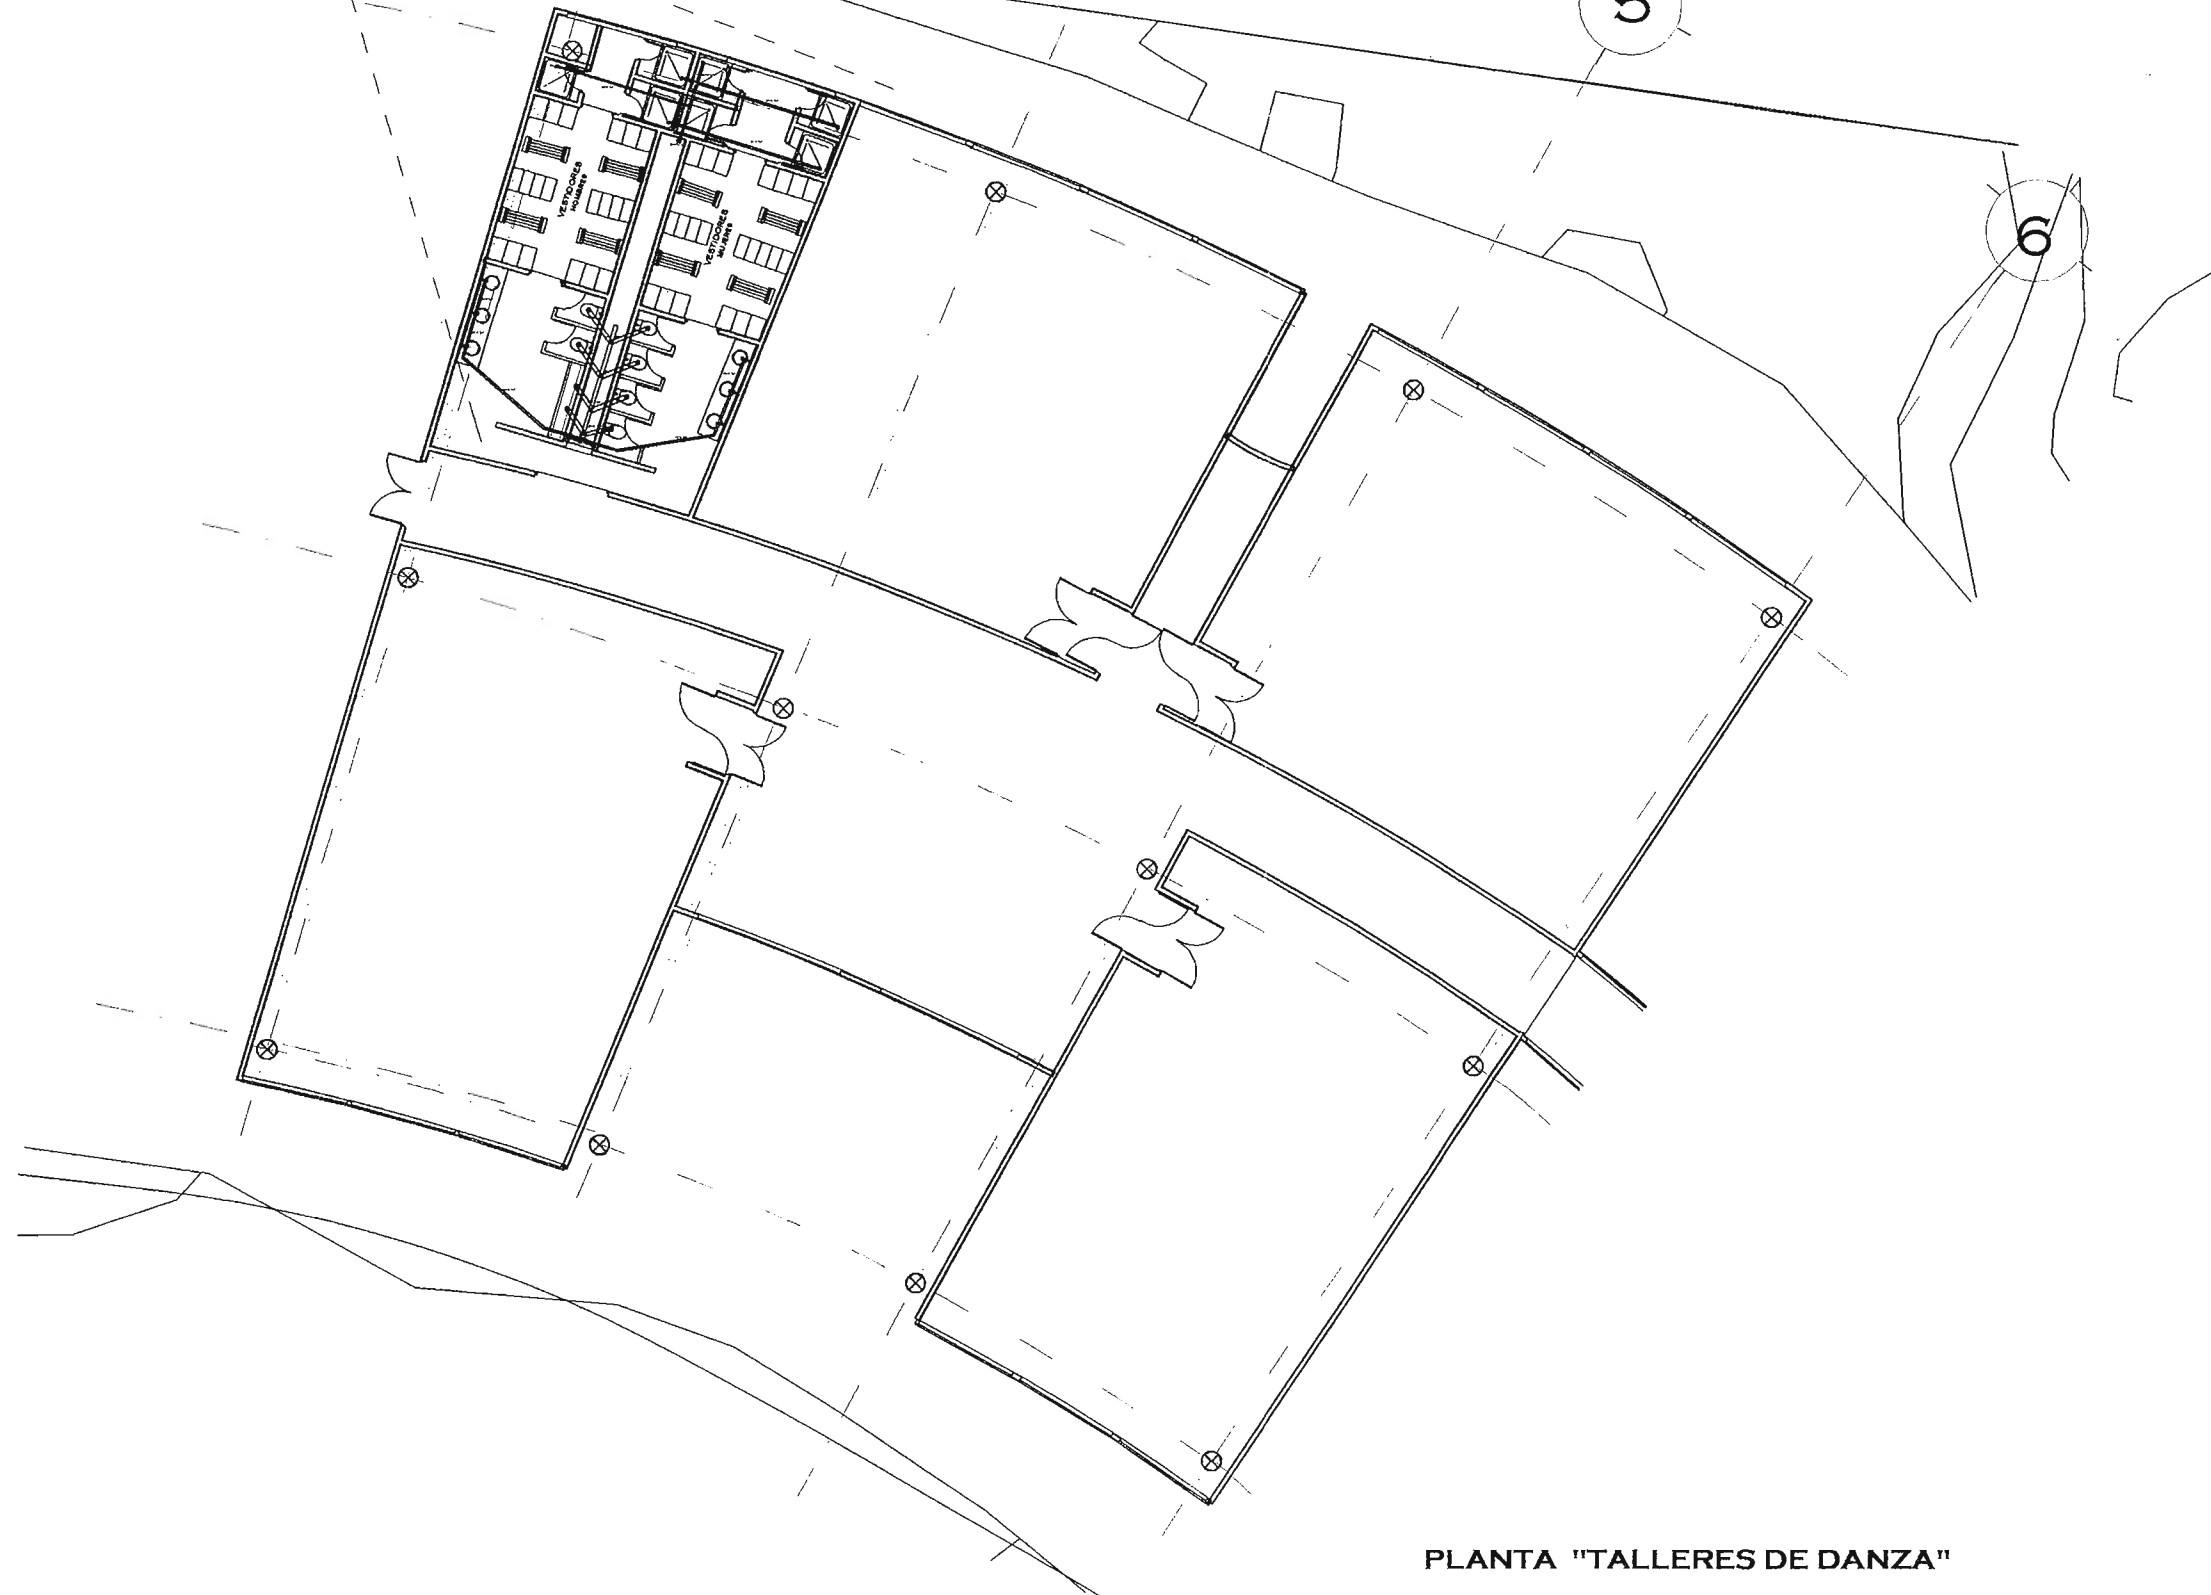 5
6
VESTIDORES
HOMBRES
VESTIDORES
MUJERES
PLANTA "TALLERES DE DANZA"